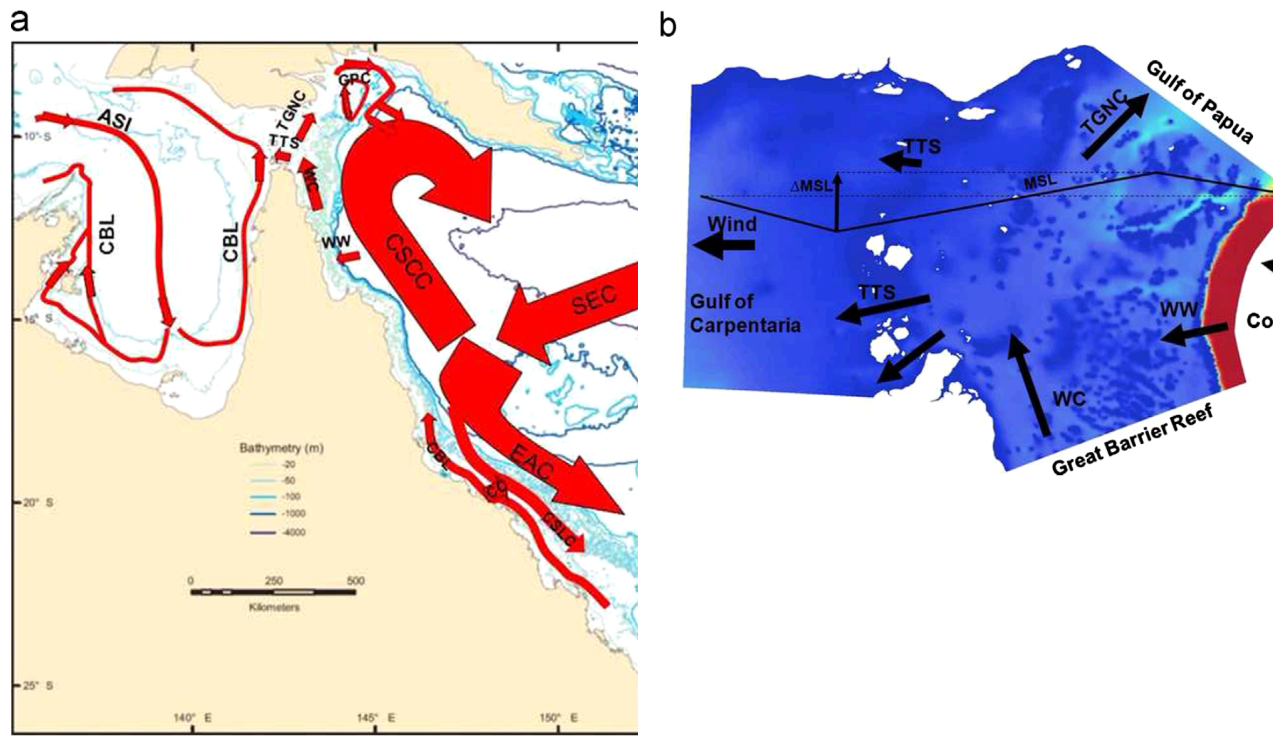 a
ASI
CBL
CBL
TTS
TGNC
WC
GPC
WW
CSCC
SEC
EAC
CBL
CSLC
10° S
15° S
20° S
25° S
140° E
145° E
150° E
Bathymetry (m)
-20
-50
-100
-1000
-4000
0 250 500
Kilometers
b
Gulf of Papua
TGNC
TTS
ΔMSL
MSL
Wind
TTS
Gulf of
Carpentaria
WW
Co
WC
Great Barrier Reef